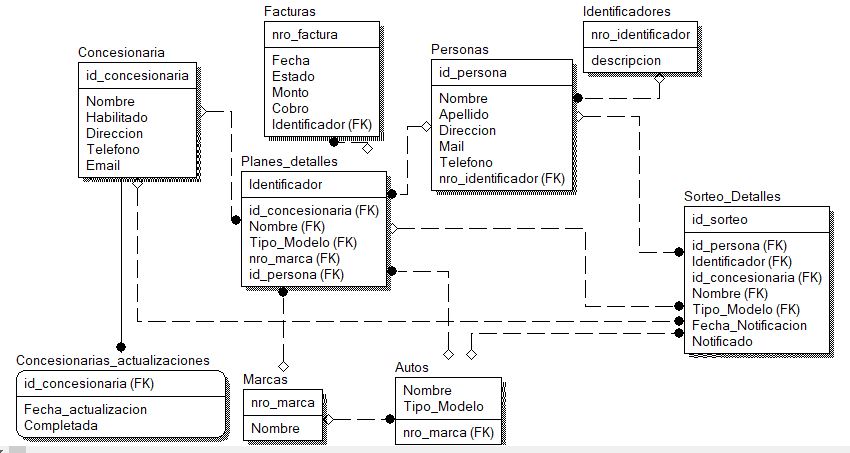 Facturas
nro_factura
Fecha
Estado
Monto
Cobro
Identificador (FK)
Identificadores
nro_identificador
descripcion
Concesionaria
id_concesionaria
Nombre
Habilitado
Direccion
Telefono
Email
Personas
id_persona
Nombre
Apellido
Direccion
Mail
Telefono
nro_identificador (FK)
Planes_detalles
Identificador
id_concesionaria (FK)
Nombre (FK)
Tipo_Modelo (FK)
nro_marca (FK)
id_persona (FK)
Sorteo_Detalles
id_sorteo
id_persona (FK)
Identificador (FK)
id_concesionaria (FK)
Nombre (FK)
Tipo_Modelo (FK)
Fecha_Notificacion
Notificado
Concesionarias_actualizaciones
id_concesionaria (FK)
Fecha_actualizacion
Completada
Marcas
nro_marca
Nombre
Autos
Nombre
Tipo_Modelo
nro_marca (FK)